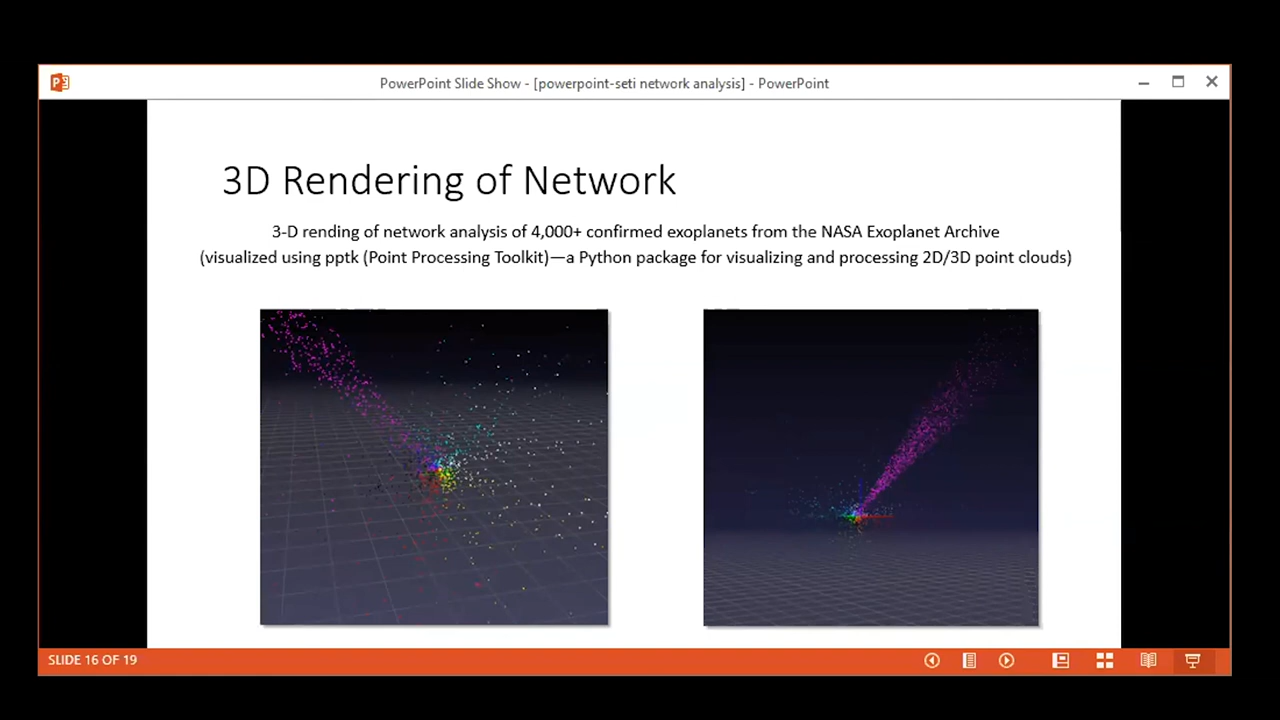 PowerPoint Slide Show - [powerpoint-seti network analysis] - PowerPoint
3D Rendering of Network
3-D rending of network analysis of 4,000+ confirmed exoplanets from the NASA Exoplanet Archive
(visualized using pptk (Point Processing Toolkit)—a Python package for visualizing and processing 2D/3D point clouds)
SLIDE 16 OF 19